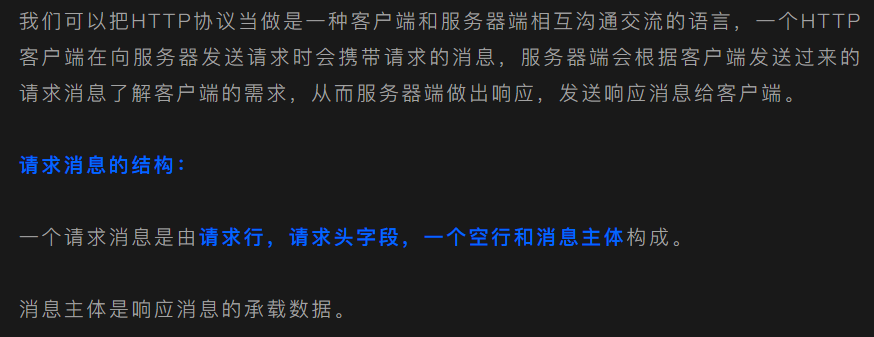 我们可以把HTTP协议当做是一种客户端和服务器端相互沟通交流的语言，一个HTTP
客户端在向服务器发送请求时会携带请求的消息，服务器端会根据客户端发送过来的
请求消息了解客户端的需求，从而服务器端做出响应，发送响应消息给客户端。
请求消息的结构：
一个请求消息是由请求行，请求头字段，一个空行和消息主体构成。
消息主体是响应消息的承载数据。